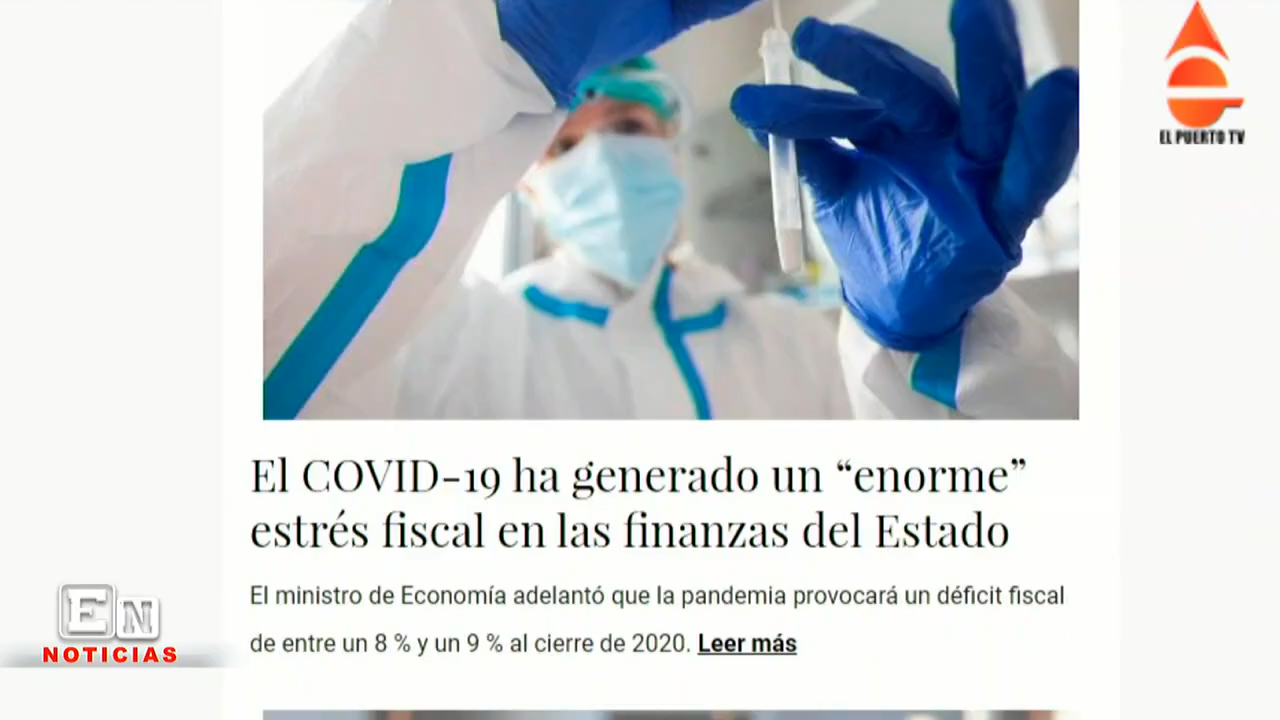 EL PUERTO TV
El COVID-19 ha generado un “enorme”
estrés fiscal en las finanzas del Estado
El ministro de Economía adelantó que la pandemia provocará un déficit fiscal
de entre un 8 % y un 9 % al cierre de 2020. Leer más
EN
NOTICIAS